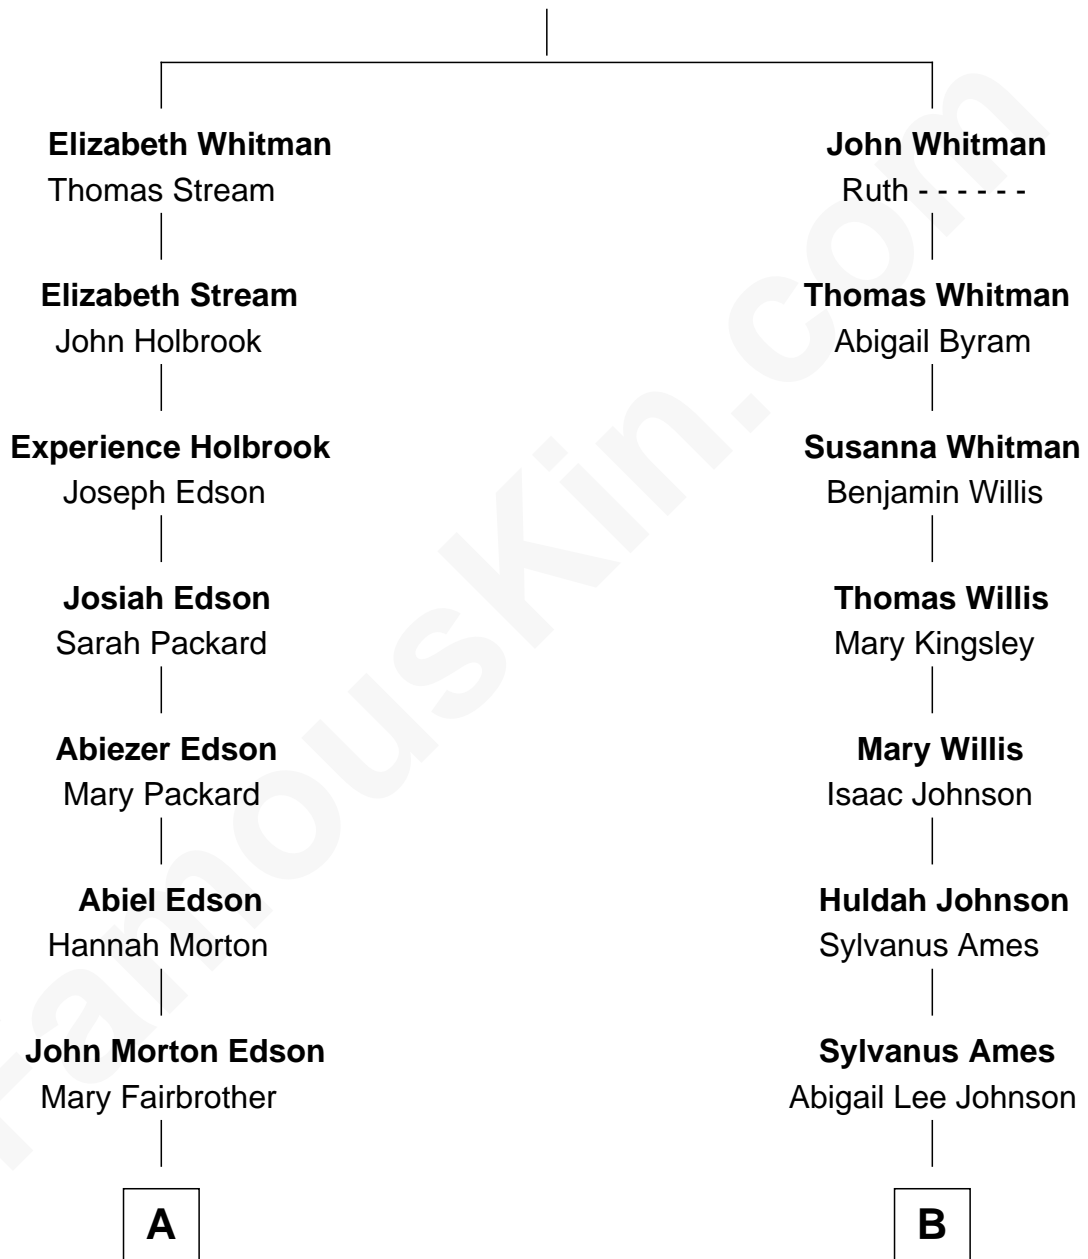 Elizabeth Whitman
Thomas Stream
John Whitman
Ruth - - - - - -
Elizabeth Stream
John Holbrook
Thomas Whitman
Abigail Byram
Experience Holbrook
Joseph Edson
Susanna Whitman
Benjamin Willis
Josiah Edson
Sarah Packard
Thomas Willis
Mary Kingsley
Abiezer Edson
Mary Packard
Mary Willis
Isaac Johnson
Abiel Edson
Hannah Morton
Huldah Johnson
Sylvanus Ames
John Morton Edson
Mary Fairbrother
Sylvanus Ames
Abigail Lee Johnson
A
B
FamousKin.com